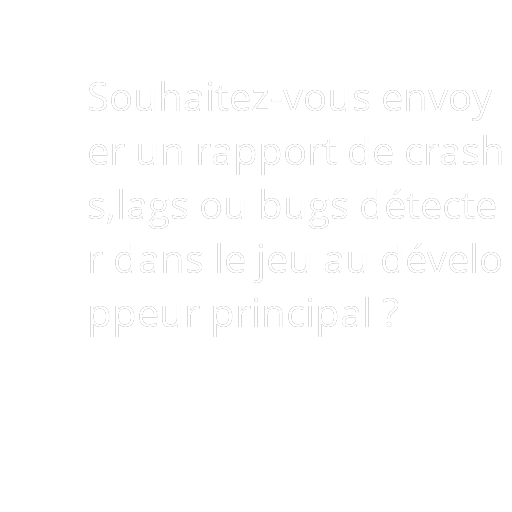 Souhaitez-vous envoy
er un rapport de crash
s,lags ou bugs détecte
r dans le jeu au dévelo
ppeur principal ?